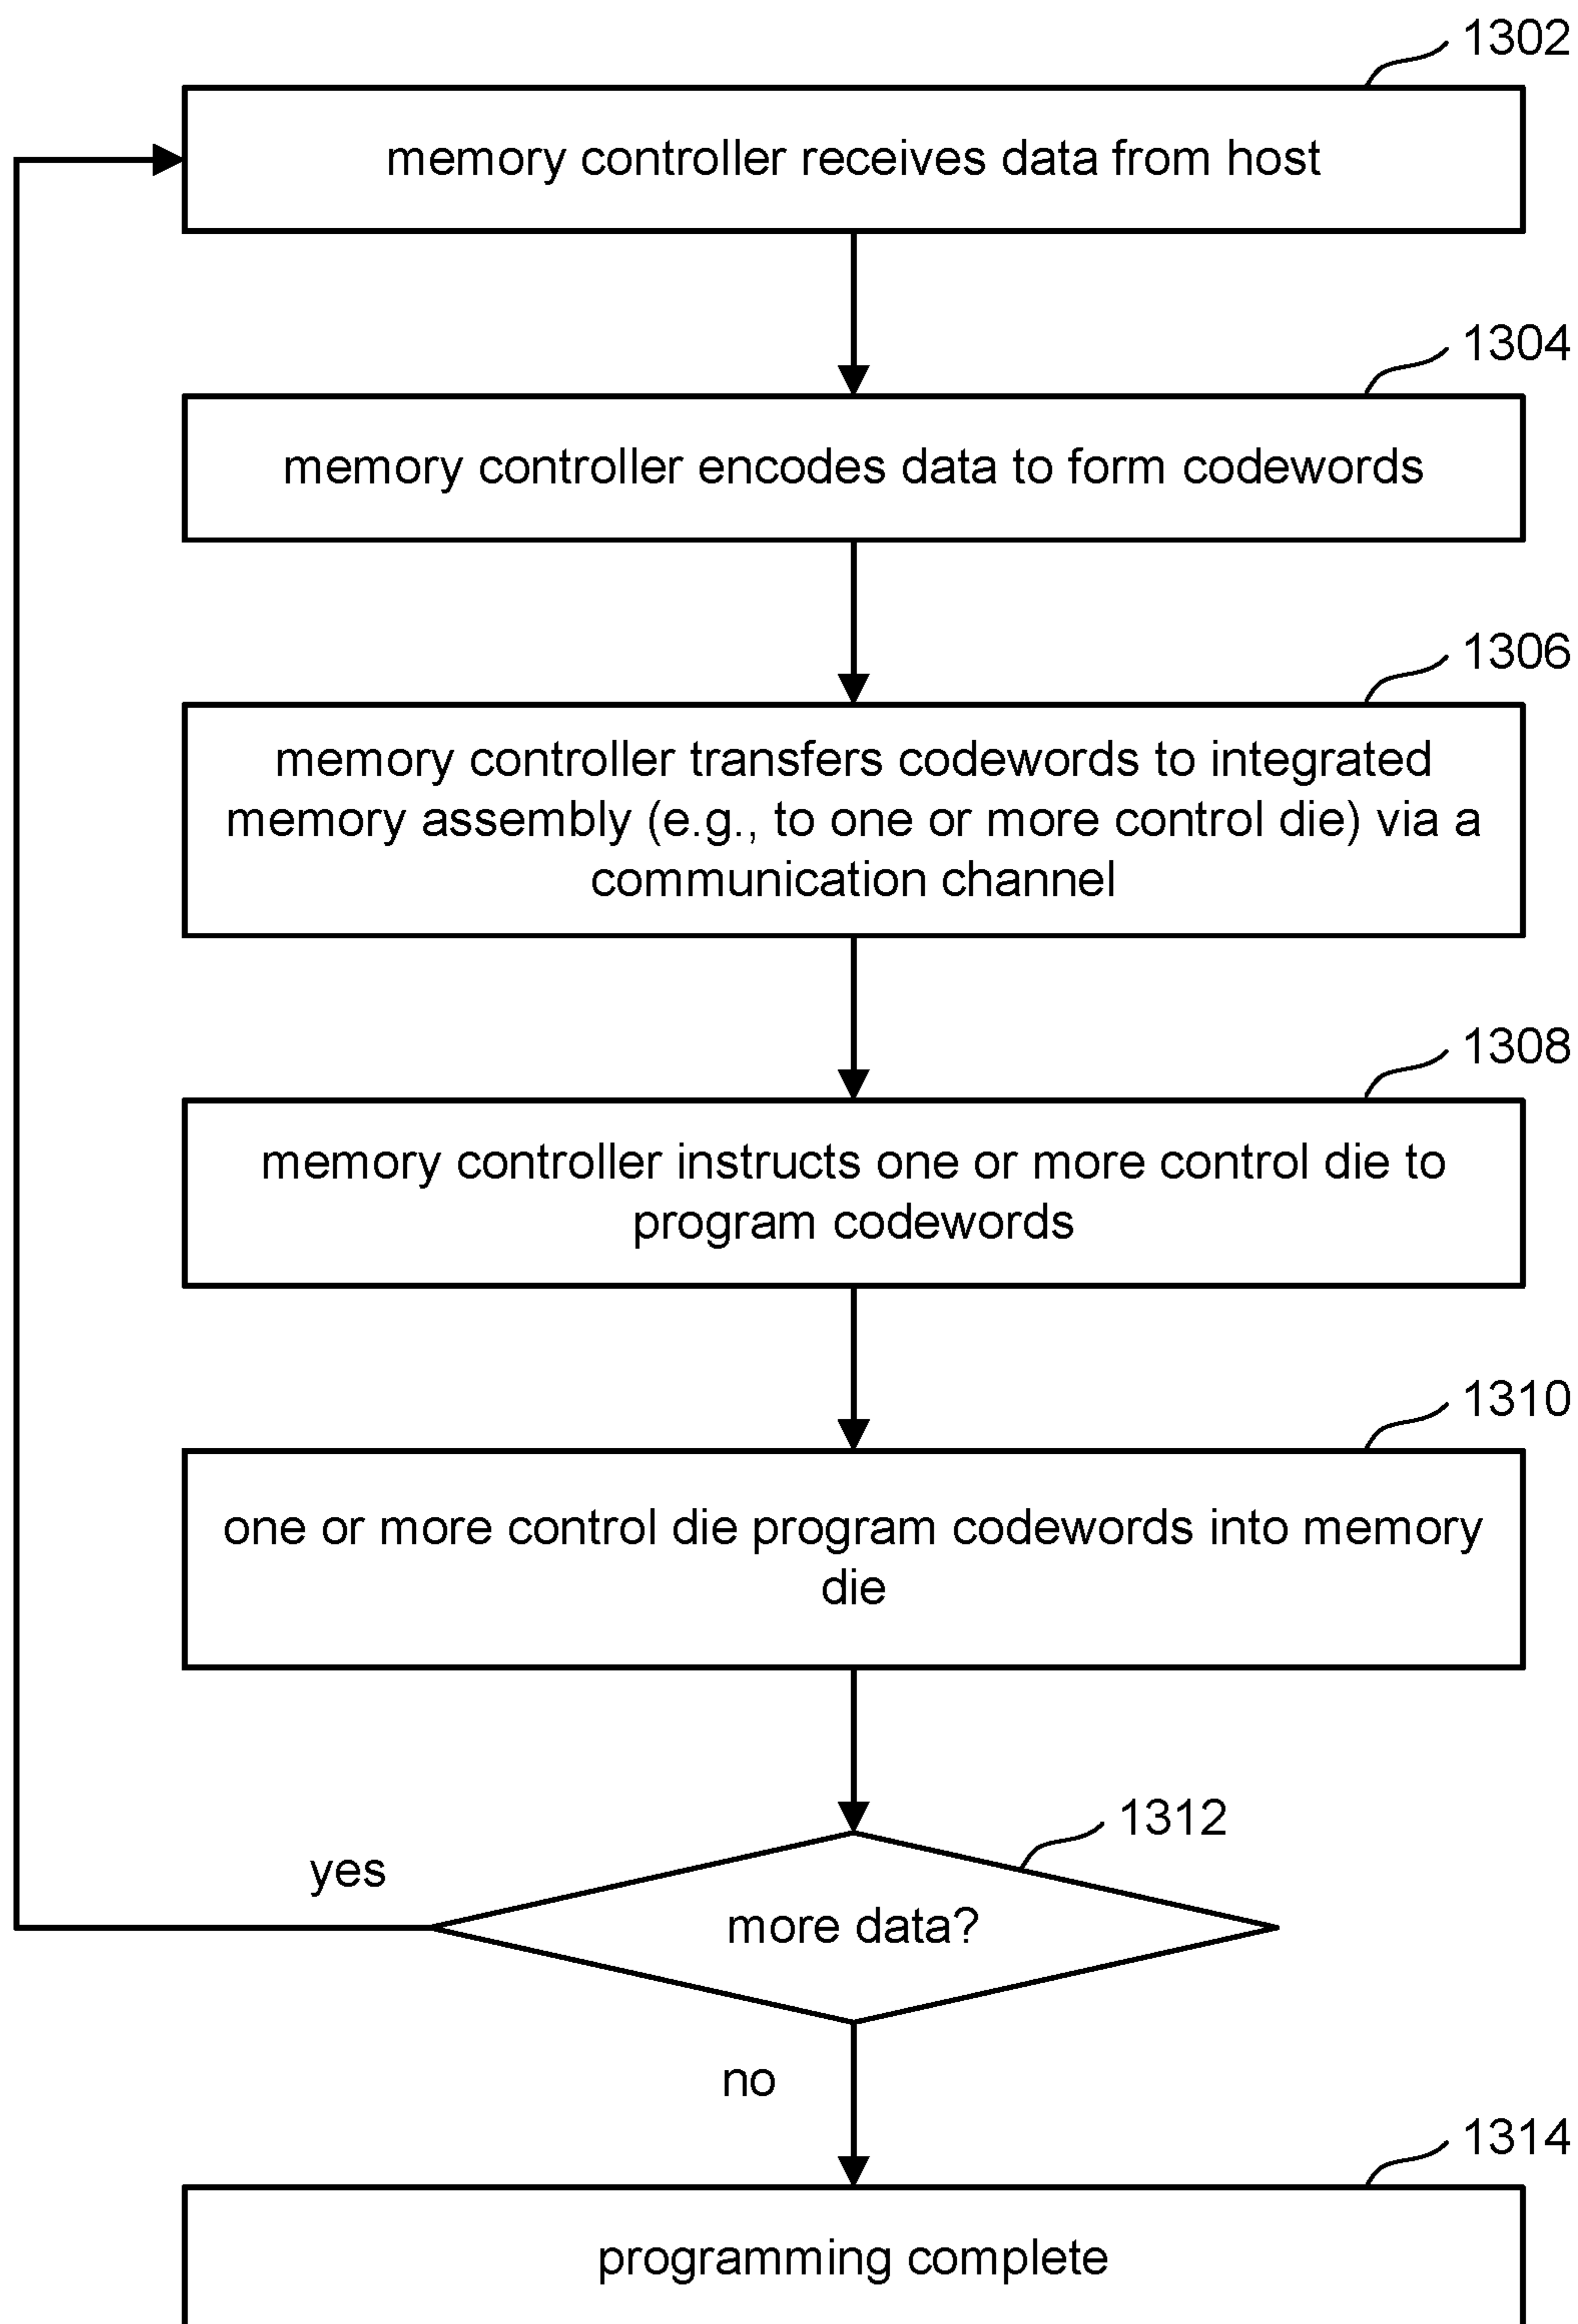 1302
memory controller receives data from host
1304
memory controller encodes data to form codewords
1306
memory controller transfers codewords to integrated
memory assembly (e.g., to one or more control die) via a
communication channel
1308
memory controller instructs one or more control die to
program codewords
1310
one or more control die program codewords into memory
die
1312
yes
more data?
no
1314
programming complete